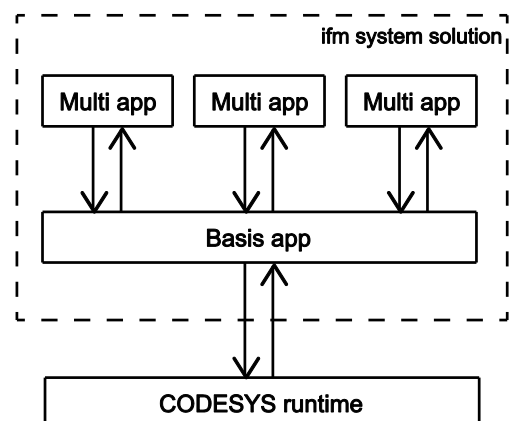 ifm system solution
Multi app
Multi app
Multi app
Basis app
CODESYS runtime